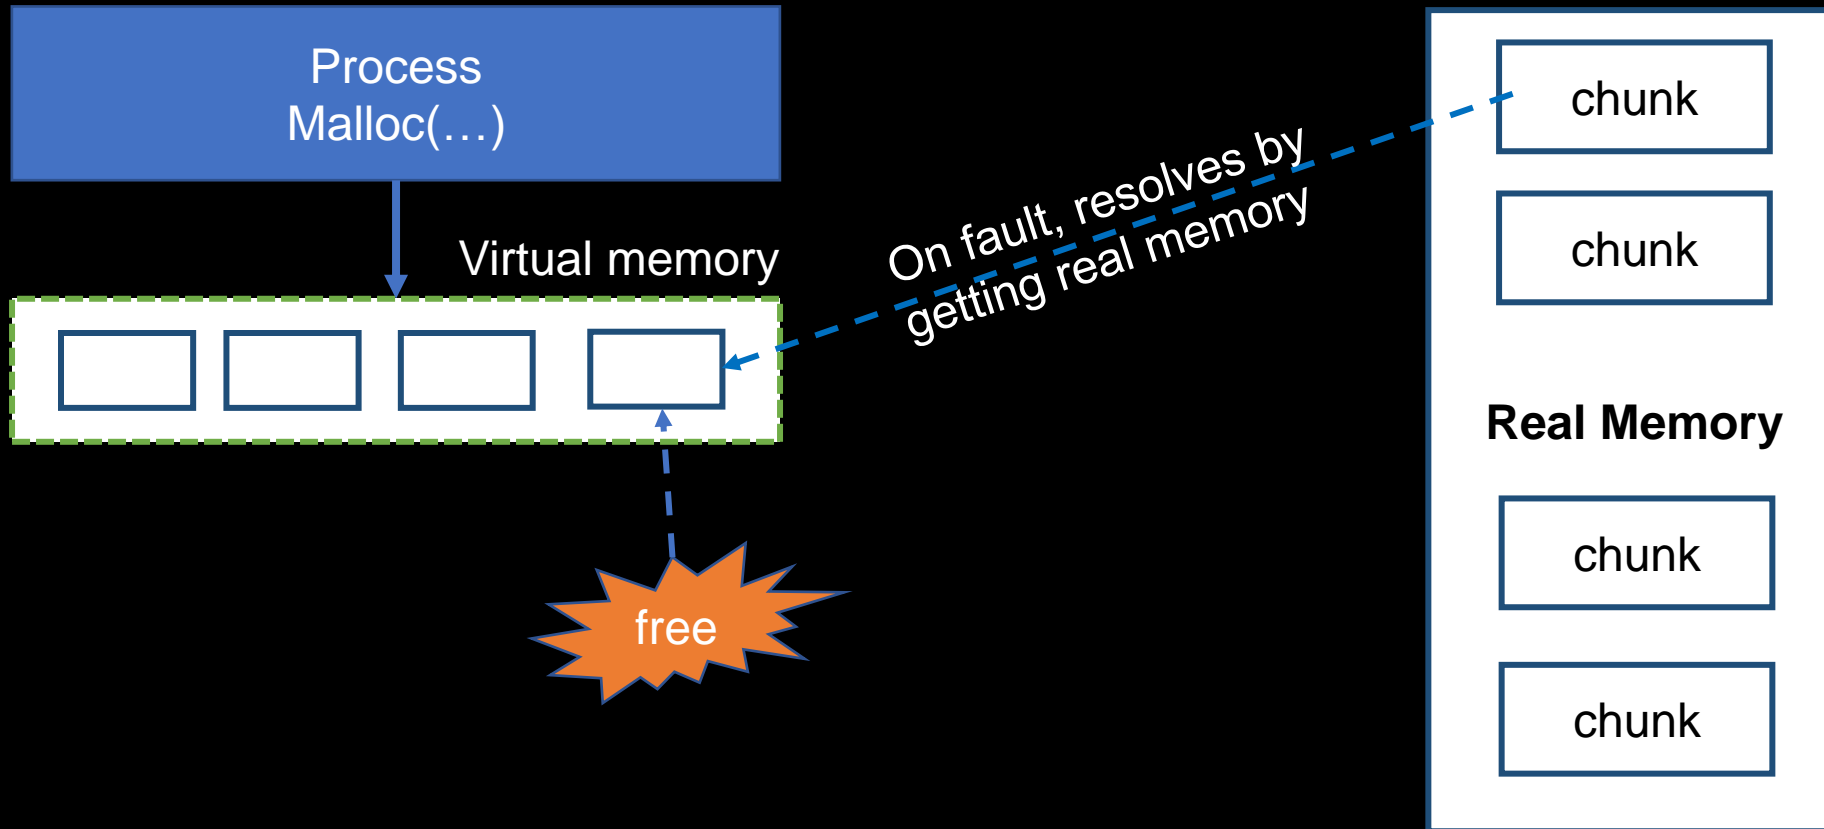 Process
Malloc(…)
Virtual memory
On fault, resolves by
getting real memory
free
chunk
chunk
Real Memory
chunk
chunk